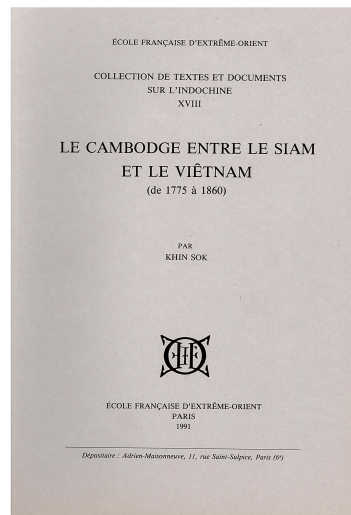 ÉCOLE FRANÇAISE D'EXTRÊME-ORIENT
COLLECTION DE TEXTES ET DOCUMENTS
SUR L'INDOCHINE
XVIII
LE CAMBODGE ENTRE LE SIAM
ET LE VIÊTNAM
(de 1775 à 1860)
PAR
KHIN SOK
ÉCOLE FRANÇAISE D'EXTRÊME-ORIENT
PARIS
1991
Dépositaire : Adrien-Maisonneuve, 11, rue Saint-Sulpice, Paris (6e)